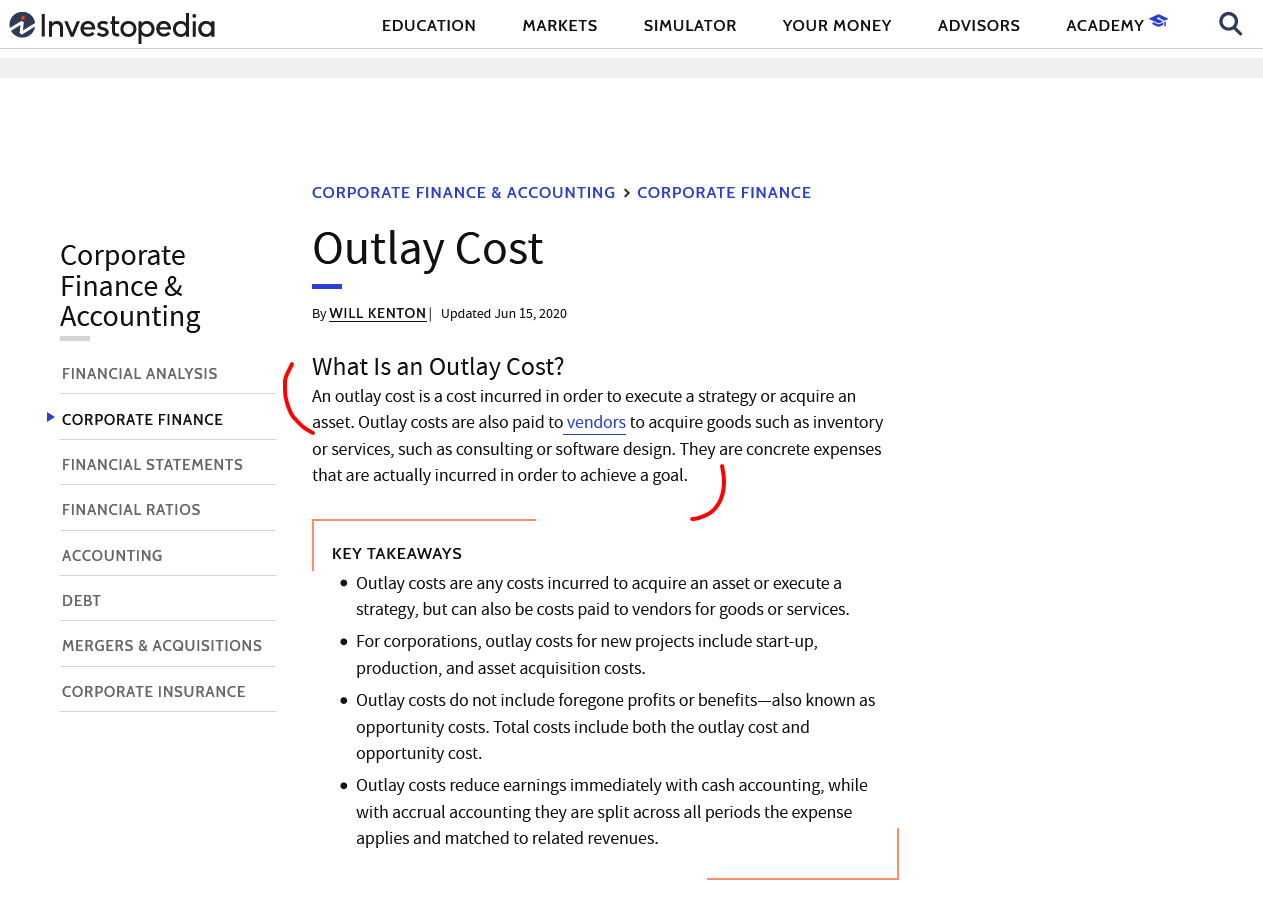 Investopedia
EDUCATION MARKETS SIMULATOR YOUR MONEY ADVISORS ACADEMY
CORPORATE FINANCE & ACCOUNTING > CORPORATE FINANCE
Outlay Cost
By WILL KENTON | Updated Jun 15, 2020
Corporate
Finance &
Accounting
FINANCIAL ANALYSIS
CORPORATE FINANCE
FINANCIAL STATEMENTS
FINANCIAL RATIOS
ACCOUNTING
DEBT
MERGERS & ACQUISITIONS
CORPORATE INSURANCE
What Is an Outlay Cost?
An outlay cost is a cost incurred in order to execute a strategy or acquire an
asset. Outlay costs are also paid to vendors to acquire goods such as inventory
or services, such as consulting or software design. They are concrete expenses
that are actually incurred in order to achieve a goal.
KEY TAKEAWAYS
• Outlay costs are any costs incurred to acquire an asset or execute a
strategy, but can also be costs paid to vendors for goods or services.
• For corporations, outlay costs for new projects include start-up,
production, and asset acquisition costs.
• Outlay costs do not include foregone profits or benefits—also known as
opportunity costs. Total costs include both the outlay cost and
opportunity cost.
• Outlay costs reduce earnings immediately with cash accounting, while
with accrual accounting they are split across all periods the expense
applies and matched to related revenues.